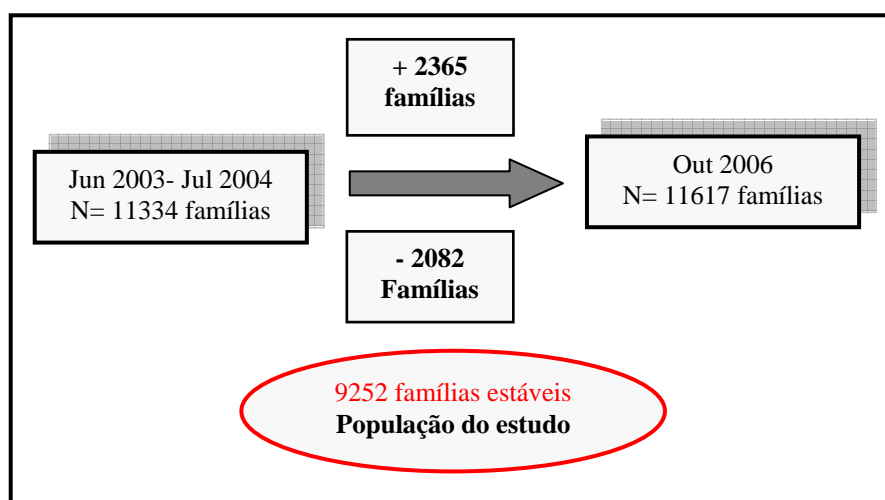 + 2365
famílias
Jun 2003- Jul 2004
N= 11334 famílias
Out 2006
N= 11617 famílias
- 2082
Famílias
9252 famílias estáveis
População do estudo